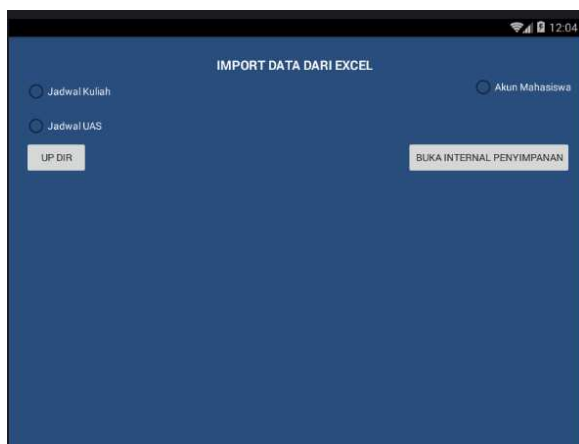 12:04
IMPORT DATA DARI EXCEL
Jadwal Kuliah
Akun Mahasiswa
Jadwal UAS
UP DIR
BUKA INTERNAL PENYIMPANAN